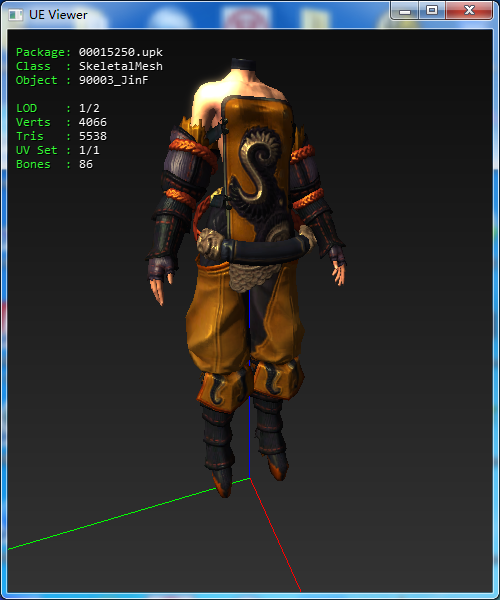 UE Viewer
Package: 00015250.upk
Class : SkeletalMesh
Object : 90003_JinF
LOD : 1/2
Verts : 4066
Tris : 5538
UV Set : 1/1
Bones : 86